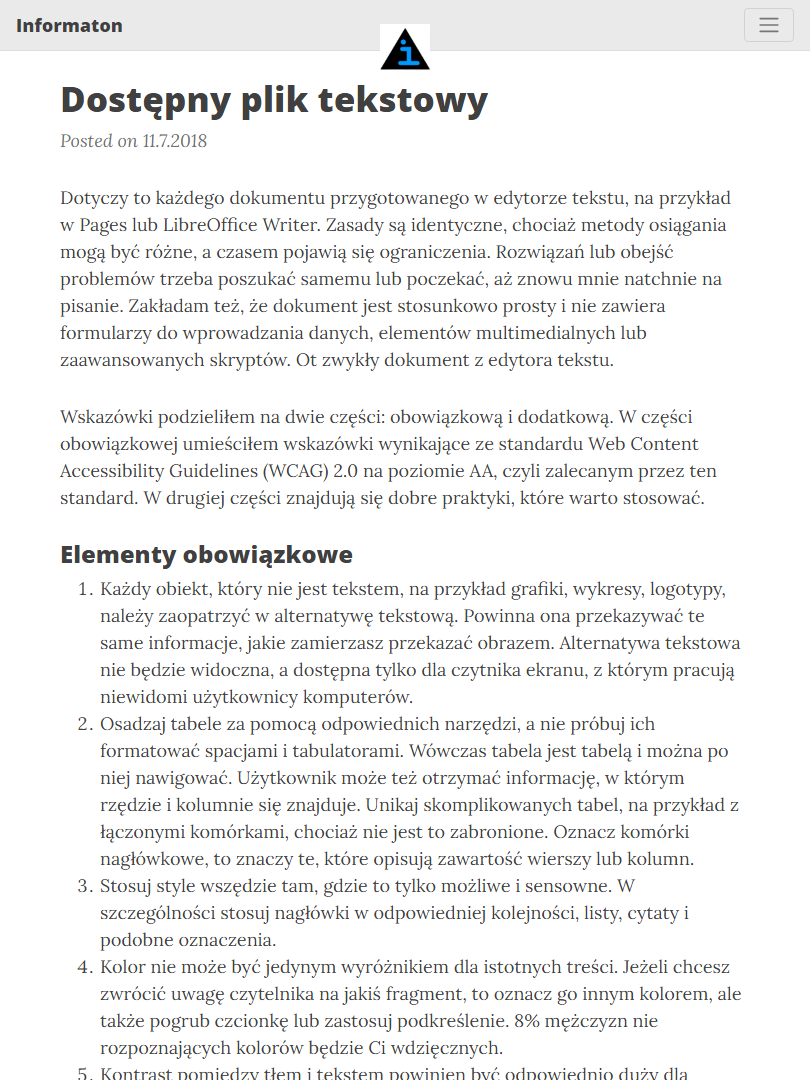 Informaton
i
Dostępny plik tekstowy
Posted on 11.7.2018
Dotyczy to każdego dokumentu przygotowanego w edytorze tekstu, na przykład
w Pages lub LibreOffice Writer. Zasady są identyczne, chociaż metody osiągania
mogą być różne, a czasem pojawią się ograniczenia. Rozwiązań lub obejść
problemów trzeba poszukać samemu lub poczekać, aż znowu mnie natchnie na
pisanie. Zakładam też, że dokument jest stosunkowo prosty i nie zawiera
formularzy do wprowadzania danych, elementów multimedialnych lub
zaawansowanych skryptów. Ot zwykły dokument z edytora tekstu.
Wskazówki podzieliłem na dwie części: obowiązkową i dodatkową. W części
obowiązkowej umieściłem wskazówki wynikające ze standardu Web Content
Accessibility Guidelines (WCAG) 2.0 na poziomie AA, czyli zalecanym przez ten
standard. W drugiej części znajdują się dobre praktyki, które warto stosować.
Elementy obowiązkowe
1. Każdy obiekt, który nie jest tekstem, na przykład grafiki, wykresy, logotypy,
należy zaopatrzyć w alternatywę tekstową. Powinna ona przekazywać te
same informacje, jakie zamierzasz przekazać obrazem. Alternatywa tekstowa
nie będzie widoczna, a dostępna tylko dla czytnika ekranu, z którym pracują
niewidomi użytkownicy komputerów.
2. Osadzaj tabele za pomocą odpowiednich narzędzi, a nie próbuj ich
formatować spacjami i tabulatorami. Wówczas tabela jest tabelą i można po
niej nawigować. Użytkownik może też otrzymać informację, w którym
rzędzie i kolumnie się znajduje. Unikaj skomplikowanych tabel, na przykład z
łączonymi komórkami, chociaż nie jest to zabronione. Oznacz komórki
nagłówkowe, to znaczy te, które opisują zawartość wierszy lub kolumn.
3. Stosuj style wszędzie tam, gdzie to tylko możliwe i sensowne. W
szczególności stosuj nagłówki w odpowiedniej kolejności, listy, cytaty i
podobne oznaczenia.
4. Kolor nie może być jedynym wyróżnikiem dla istotnych treści. Jeżeli chcesz
zwrócić uwagę czytelnika na jakiś fragment, to oznacz go innym kolorem, ale
także pogrub czcionkę lub zastosuj podkreślenie. 8% mężczyzn nie
rozpoznających kolorów będzie Ci wdzięcznych.
5. Kontrast pomiędzy tłem i tekstem powinien być odpowiednio duży dla